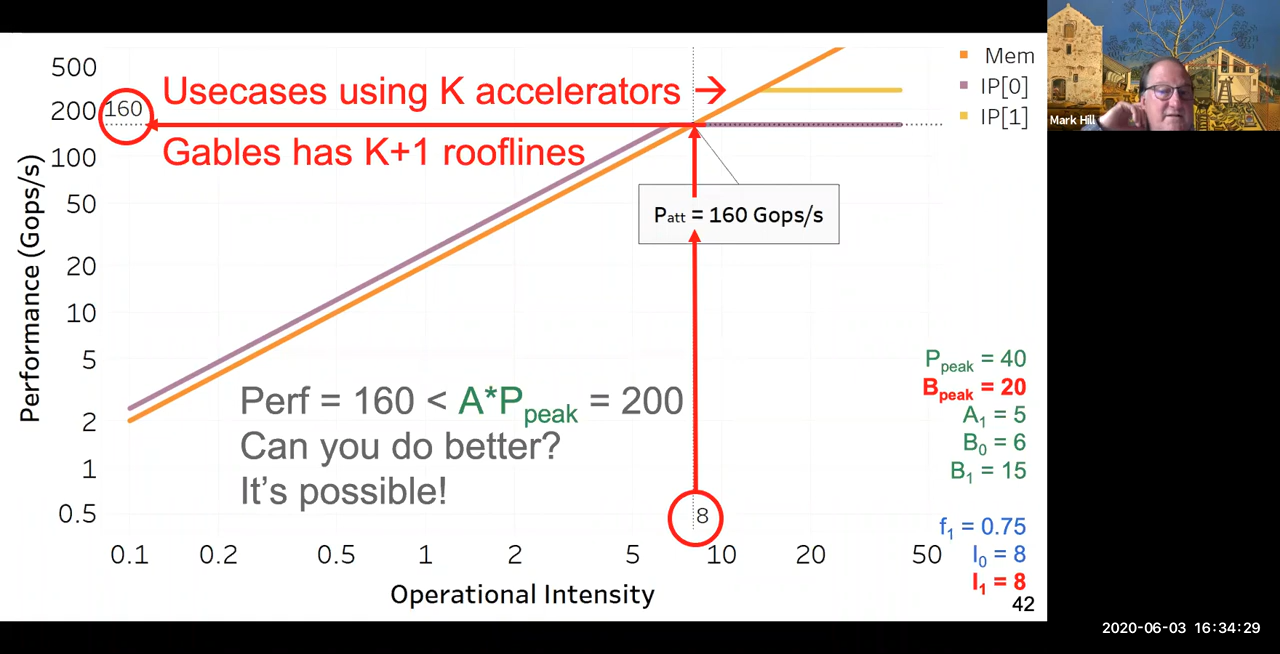 500
200
100
50
20
10
5
2
1
0.5
Performance (Gops/s)
160
Usecases using K accelerators →
Gables has K+1 rooflines
Patt = 160 Gops/s
Perf = 160 < A*Ppeak = 200
Can you do better?
It's possible!
8
0.1 0.2 0.5 1 2 5 10 20 50
Operational Intensity
Mem
IP[0]
IP[1]
Mark Hill
Ppeak = 40
Bpeak = 20
A1 = 5
B0 = 6
B1 = 15
f1 = 0.75
I0 = 8
I1 = 8
42
2020-06-03 16:34:29